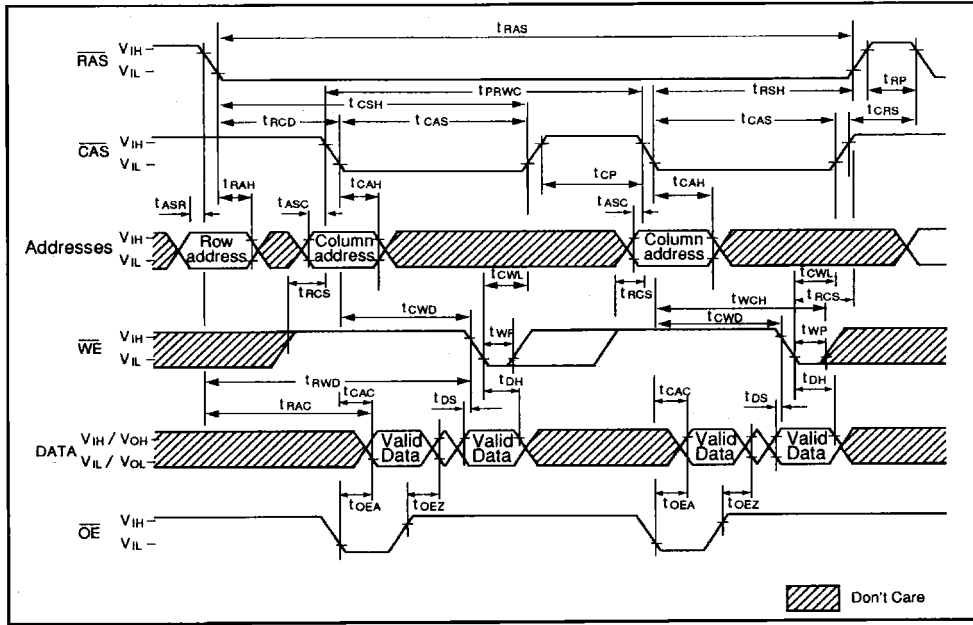 tRAS
RAS VIH
VIL
tRP
tPRWC
tCSH
tRSH
tCRS
tRCD
tCAS
tCAS
CAS VIH
VIL
tCP
tRAH
tCAH
tCAH
tASR
tASC
tASC
Addresses VIH
VIL
Row address
Column address
Column address
tRCS
tCWL
tRCS
tCWL
tWCH
tRCS
tCWD
tCWD
WE VIH
VIL
tWP
tWP
tRWD
tDH
tDH
tCAC
tCAC
tRAC
tDS
tDS
DATA VIH / VOH
VIL / VOL
Valid Data
Valid Data
Valid Data
Valid Data
tOEA
tOEZ
tOEA
tOEZ
OE VIH
VIL
Don't Care